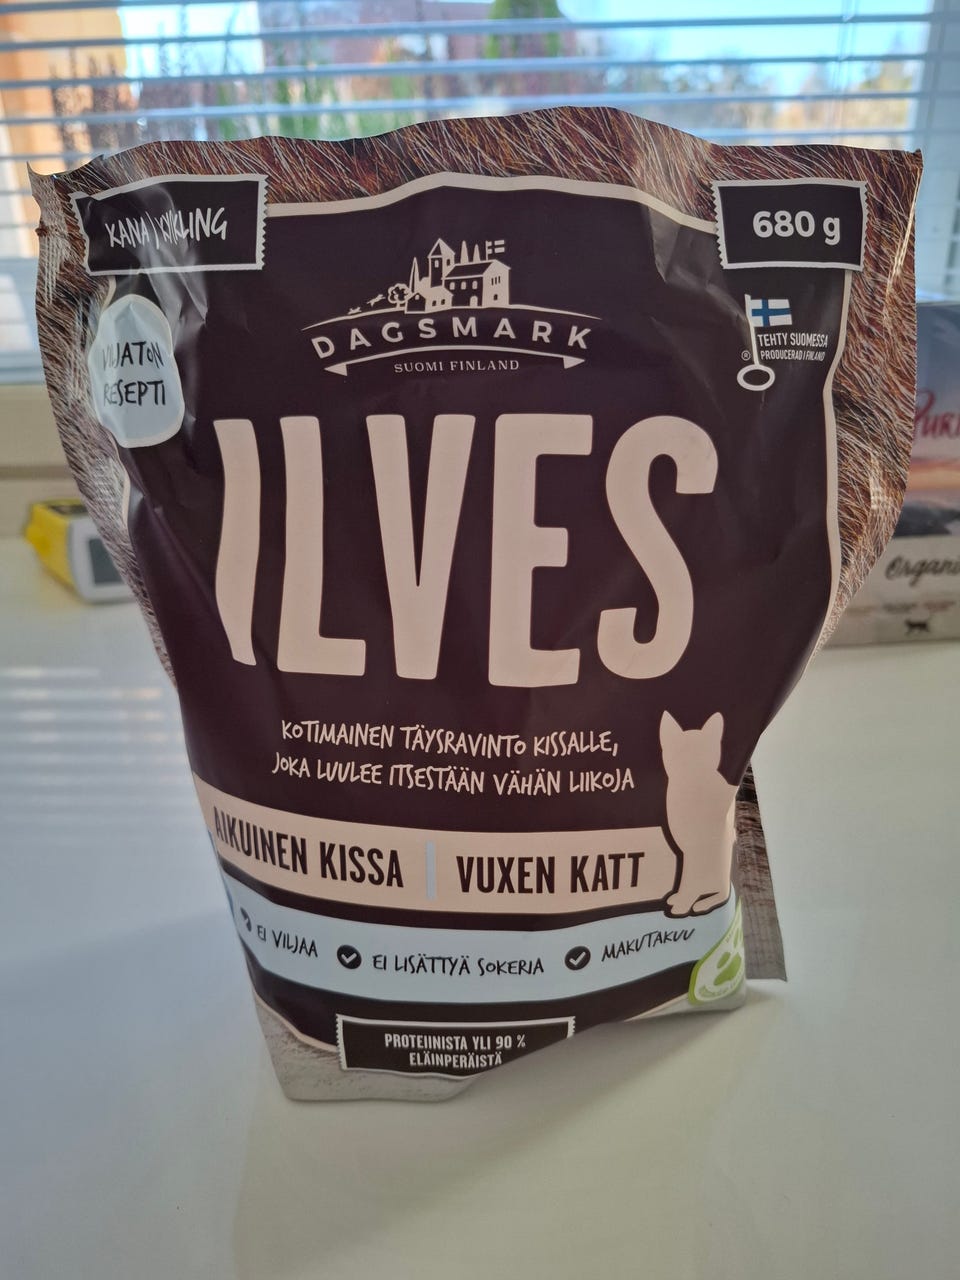 KANA | KYCKLING
680 g
VILJATON
RESEPTI
DAGSMARK
SUOMI FINLAND
TEHTY SUOMESSA
PRODUCERAD I FINLAND
®
ILVES
KOTIMAINEN TÄYSRAVINTO KISSALLE,
JOKA LUULEE ITSESTÄÄN VÄHÄN LIIKOJA
AIKUINEN KISSA | VUXEN KATT
EI VILJAA
EI LISÄTTYÄ SOKERIA
MAKUTAKUU
PROTEIINISTA YLI 90 %
ELÄINPERÄISTÄ
Organi